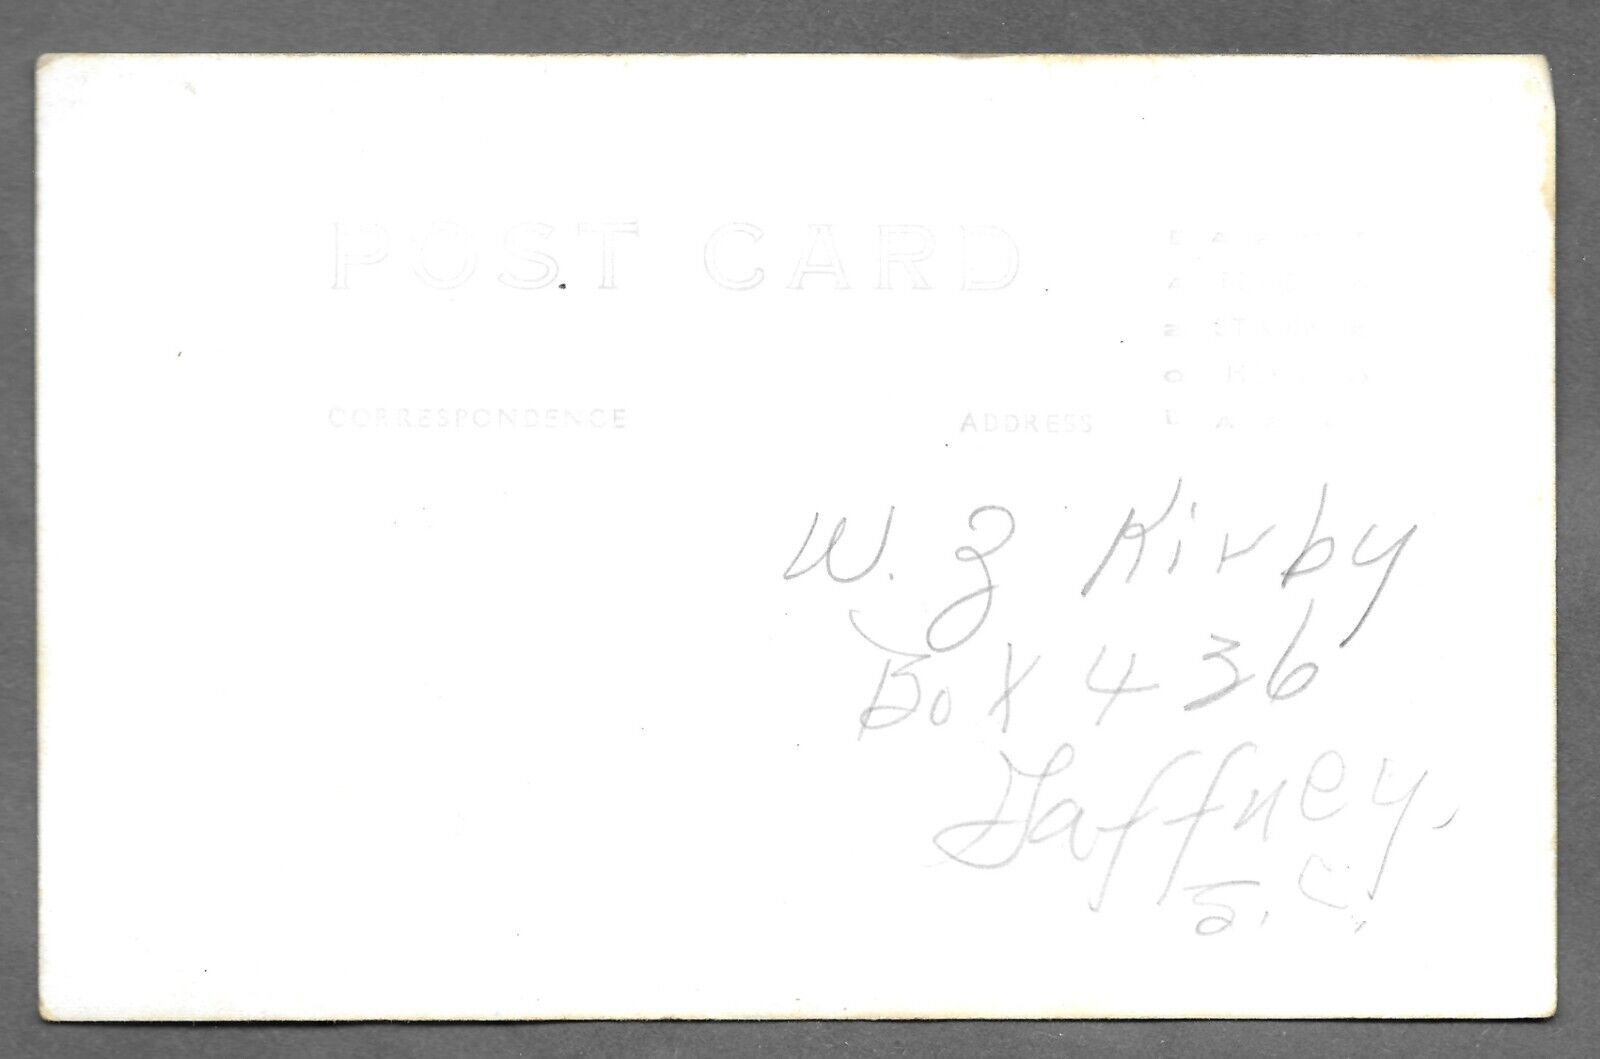 POST CARD
CORRESPONDENCE
ADDRESS
W. Z Kirby
Box 436
Gaffney,
S.C.